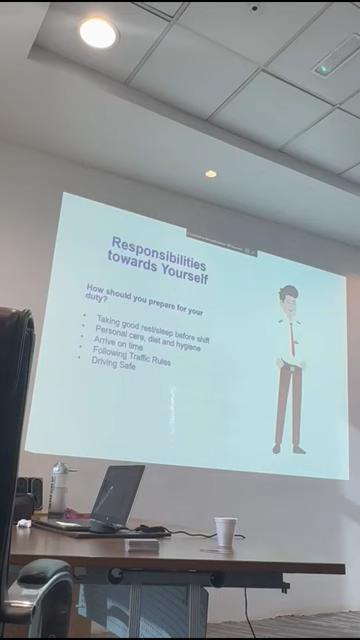 Responsibilities
towards Yourself
How should you prepare for your
duty?
• Taking good rest/sleep before shift
• Personal care, diet and hygiene
• Arrive on time
• Following Traffic Rules
• Driving Safe